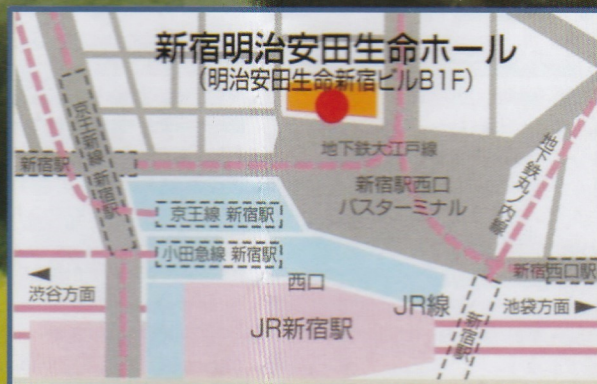 新宿明治安田生命ホール
(明治安田生命新宿ビルB1F)
地下鉄大江戸線
新宿駅
京王新線 新宿駅
新宿駅西口
バスターミナル
地下鉄丸ノ内線
京王線 新宿駅
小田急線 新宿駅
新宿西口駅
西口
渋谷方面
JR線
池袋方面
新宿駅
JR新宿駅